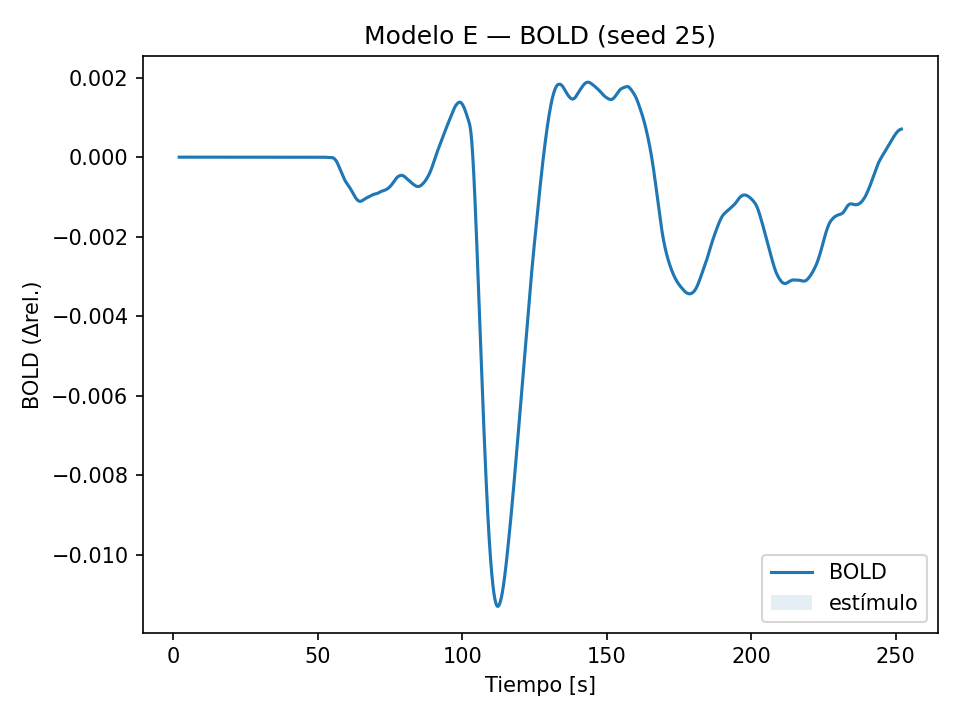 Modelo E — BOLD (seed 25)
BOLD (Δrel.)
0.002
0.000
−0.002
−0.004
−0.006
−0.008
−0.010
BOLD
estímulo
0 50 100 150 200 250
Tiempo [s]